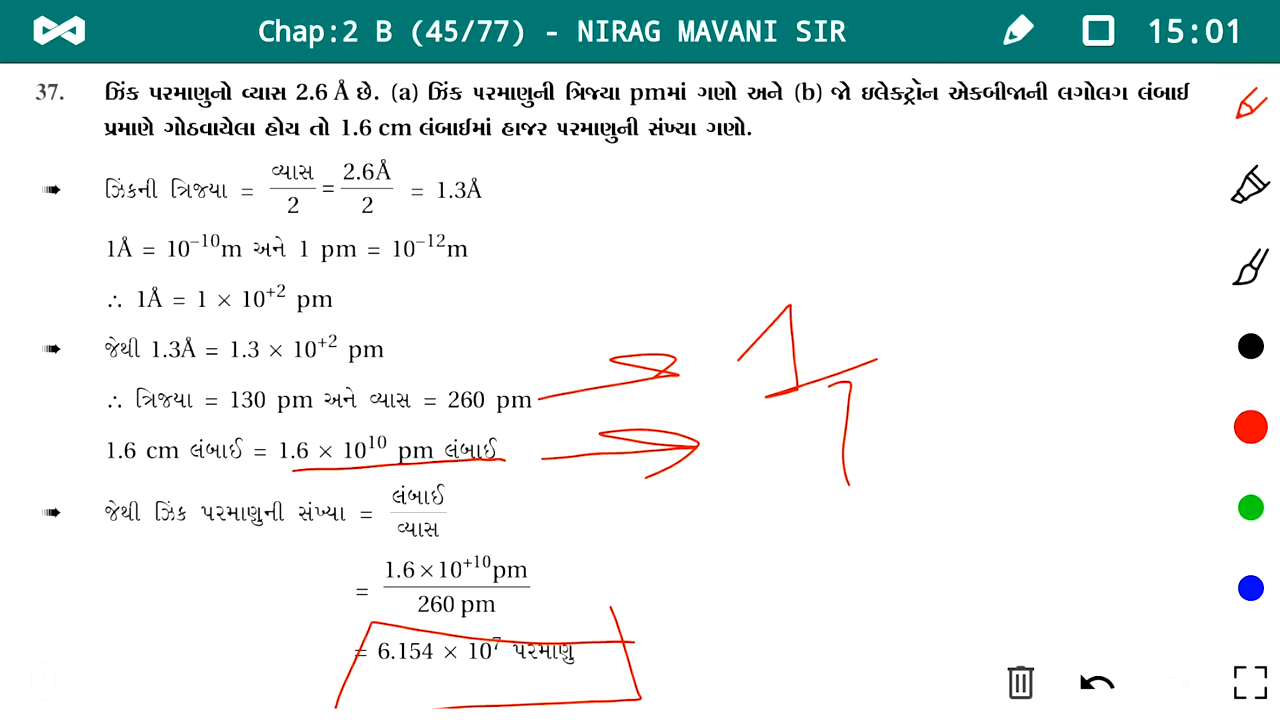 Chap:2 B (45/77) - NIRAG MAVANI SIR 15:01
37. ઝિંક પરમાણુનો વ્યાસ 2.6 Å છે. (a) ઝિંક પરમાણુની ત્રિજ્યા pmમાં ગણો અને (b) જો ઇલેક્ટ્રોન એકબીજાની લગોલગ લંબાઈ
પ્રમાણે ગોઠવાયેલા હોય તો 1.6 cm લંબાઈમાં હાજર પરમાણુની સંખ્યા ગણો.
➠ ઝિંકની ત્રિજયા = વ્યાસ/2 = 2.6Å/2 = 1.3Å
1Å = 10⁻¹⁰m અને 1 pm = 10⁻¹²m
∴ 1Å = 1 × 10⁺² pm
➠ જેથી 1.3Å = 1.3 × 10⁺² pm
∴ ત્રિજયા = 130 pm અને વ્યાસ = 260 pm
1.6 cm લંબાઈ = 1.6 × 10¹⁰ pm લંબાઈ
➠ જેથી ઝિંક પરમાણુની સંખ્યા = લંબાઈ/વ્યાસ
= 1.6×10⁺¹⁰pm/260 pm
= 6.154 × 10⁷ પરમાણુ